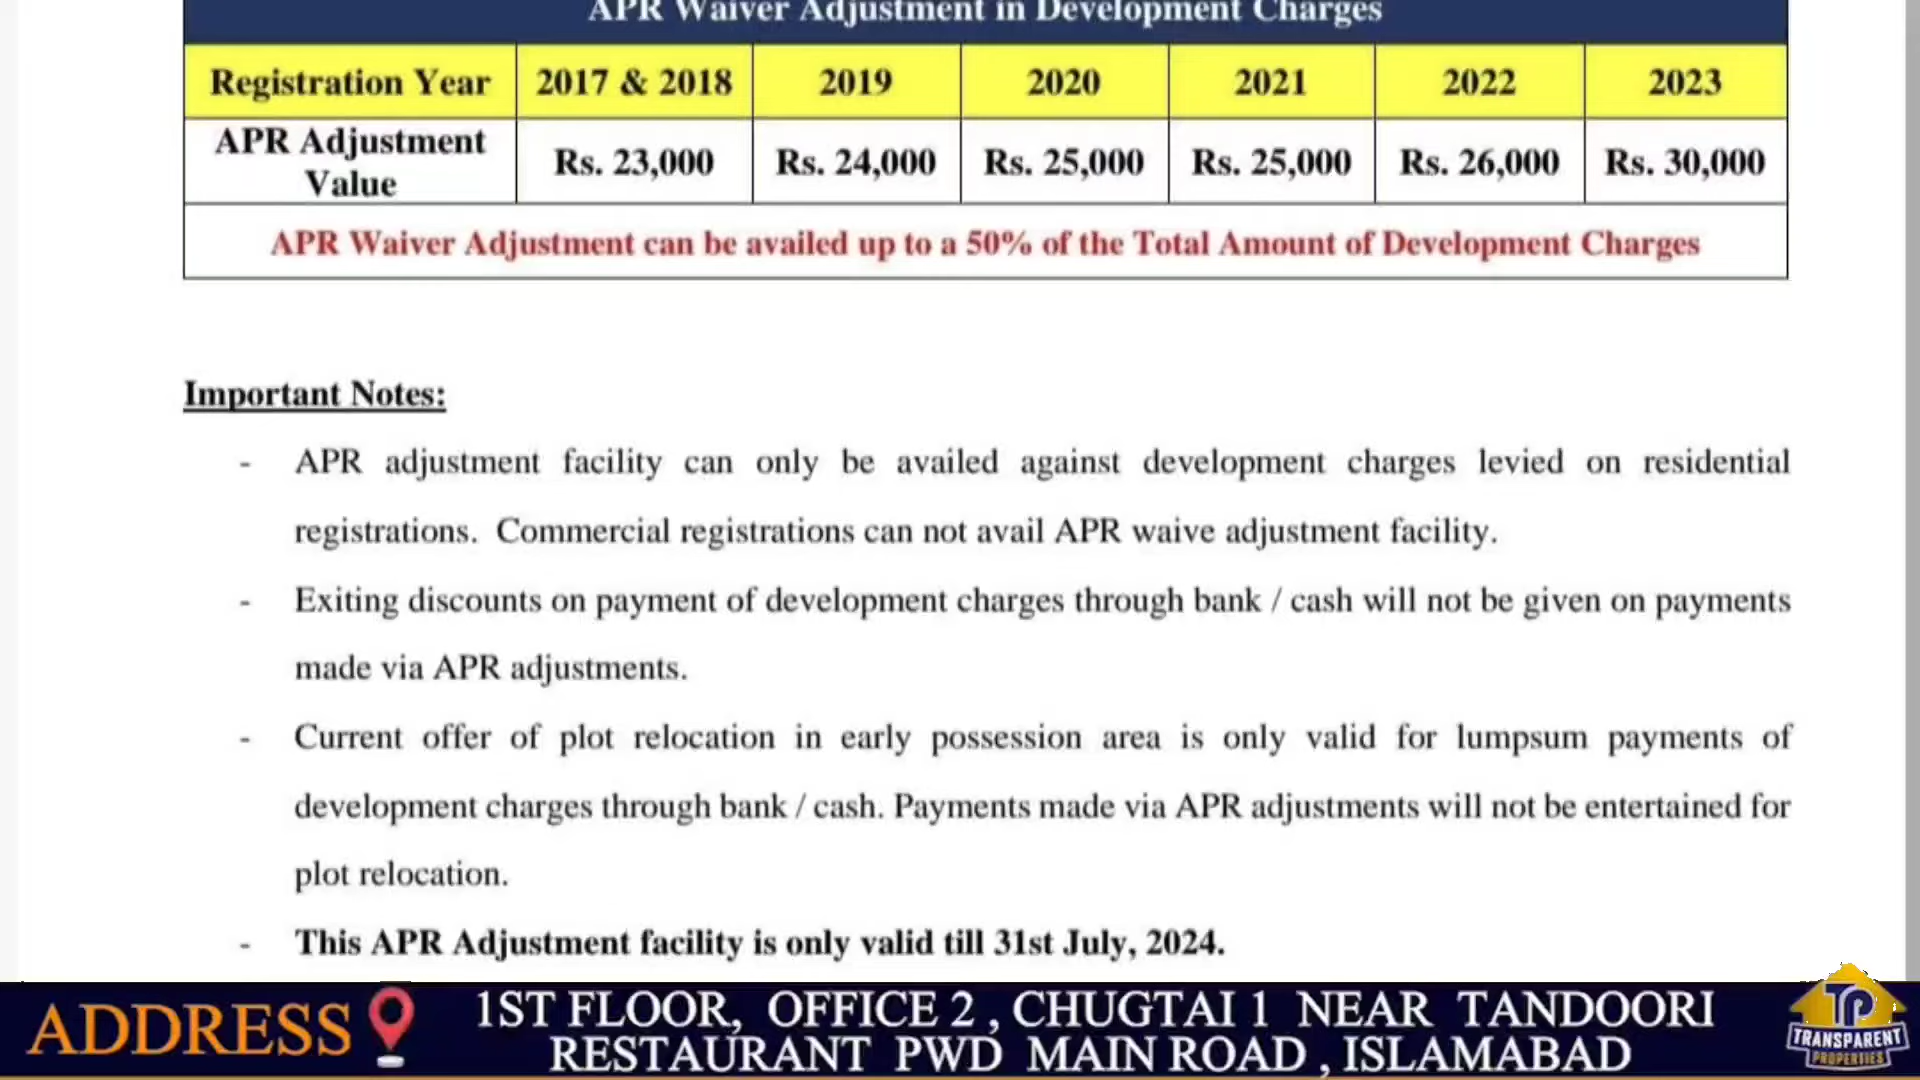 APR Waiver Adjustment in Development Charges
Registration Year 2017 & 2018 2019 2020 2021 2022 2023
APR Adjustment Value Rs. 23,000 Rs. 24,000 Rs. 25,000 Rs. 25,000 Rs. 26,000 Rs. 30,000
APR Waiver Adjustment can be availed up to a 50% of the Total Amount of Development Charges
Important Notes:
- APR adjustment facility can only be availed against development charges levied on residential
registrations. Commercial registrations can not avail APR waive adjustment facility.
- Exiting discounts on payment of development charges through bank / cash will not be given on payments
made via APR adjustments.
- Current offer of plot relocation in early possession area is only valid for lumpsum payments of
development charges through bank / cash. Payments made via APR adjustments will not be entertained for
plot relocation.
- This APR Adjustment facility is only valid till 31st July, 2024.
ADDRESS 1ST FLOOR, OFFICE 2 , CHUGTAI 1 NEAR TANDOORI
RESTAURANT PWD MAIN ROAD , ISLAMABAD
TP
TRANSPARENT
PROPERTIES